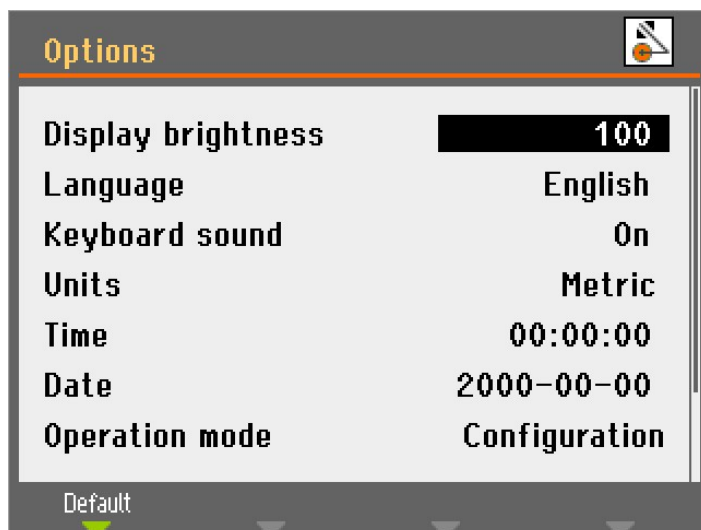 Options
Display brightness 100
Language English
Keyboard sound On
Units Metric
Time 00:00:00
Date 2000-00-00
Operation mode Configuration
Default